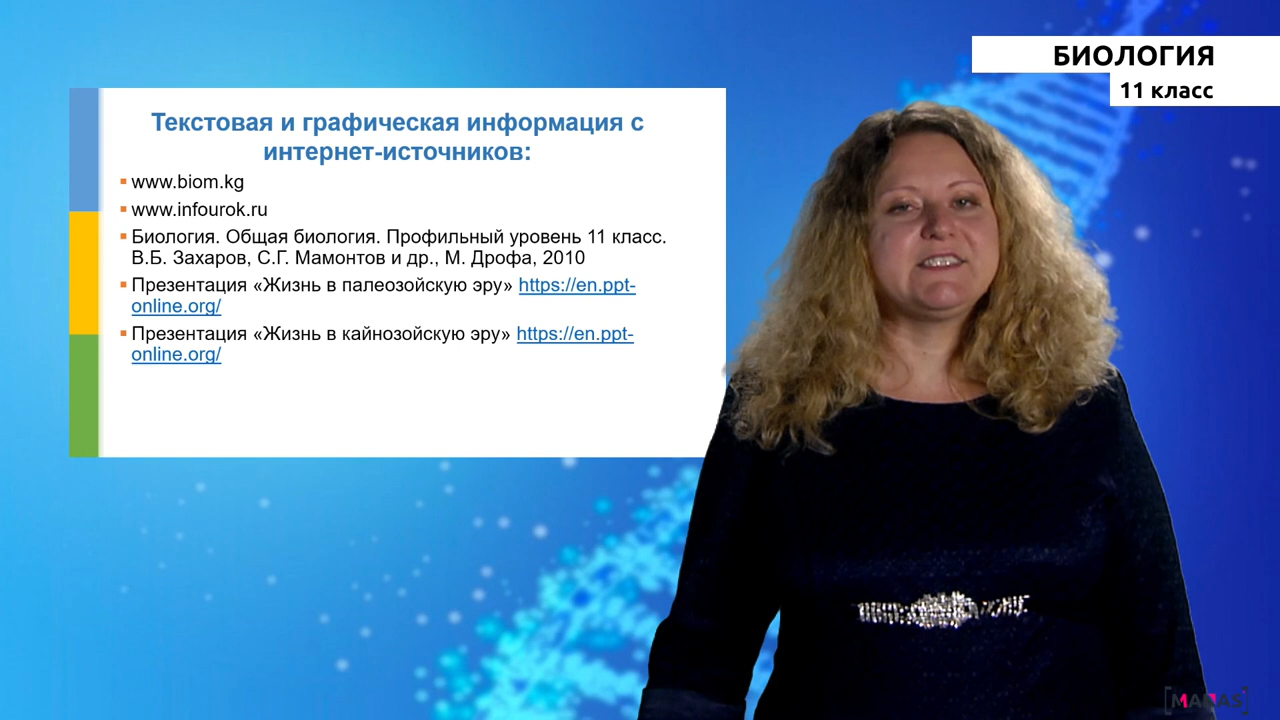 БИОЛОГИЯ
11 класс
Текстовая и графическая информация с
интернет-источников:
www.biom.kg
www.infourok.ru
Биология. Общая биология. Профильный уровень 11 класс.
В.Б. Захаров, С.Г. Мамонтов и др., М. Дрофа, 2010
Презентация «Жизнь в палеозойскую эру» https://en.ppt-
online.org/
Презентация «Жизнь в кайнозойскую эру» https://en.ppt-
online.org/